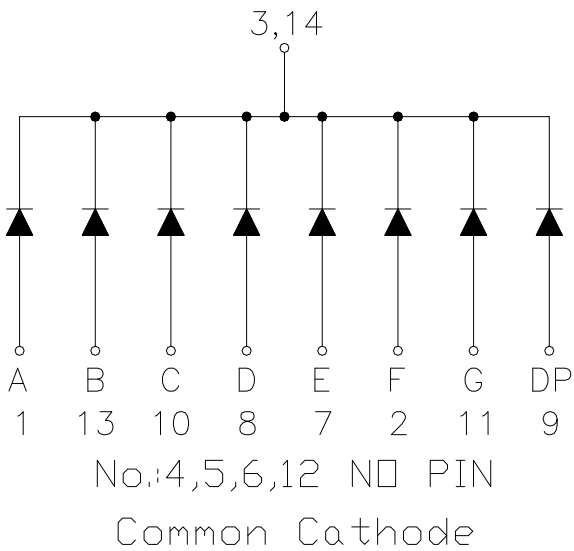 3,14
A B C D E F G DP
1 13 10 8 7 2 11 9
No.:4,5,6,12 NO PIN
Common Cathode